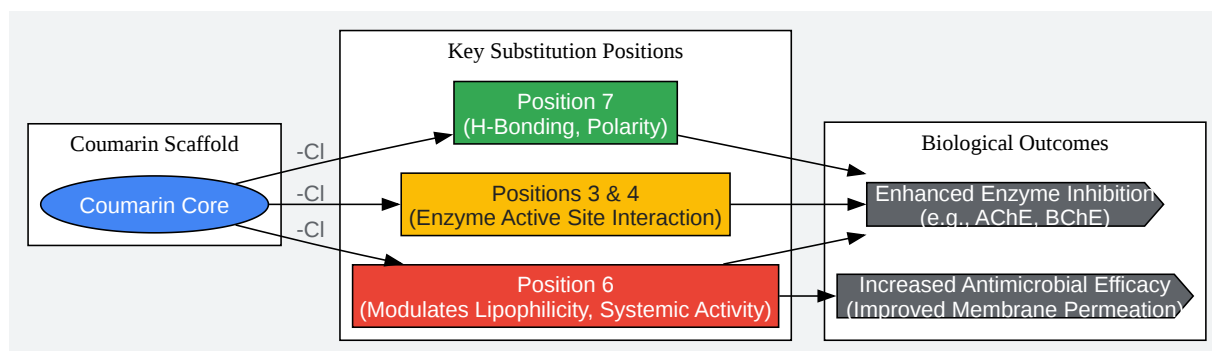 Key Substitution Positions
Position 7
(H-Bonding, Polarity)
Coumarin Scaffold
Biological Outcomes
-Cl
Coumarin Core
-Cl
Positions 3 & 4
(Enzyme Active Site Interaction)
Enhanced Enzyme Inhibition
(e.g., AChE, BChE)
-Cl
Position 6
(Modulates Lipophilicity, Systemic Activity)
Increased Antimicrobial Efficacy
(Improved Membrane Permeation)